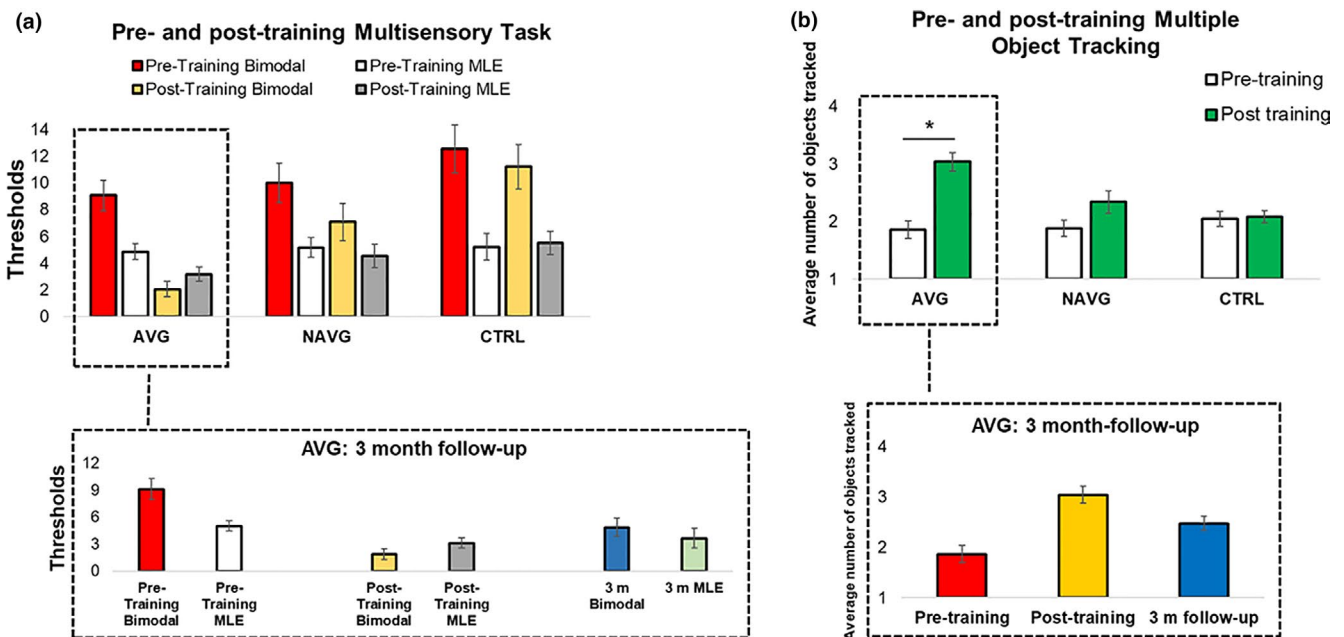 (a)
Pre- and post-training Multisensory Task
Pre-Training Bimodal
Pre-Training MLE
Post-Training Bimodal
Post-Training MLE
Thresholds
14
12
10
8
6
4
2
0
AVG
NAVG
CTRL
AVG: 3 month follow-up
Thresholds
12
9
6
3
0
Pre-
Training
Bimodal
Pre-
Training
MLE
Post-
Training
Bimodal
Post-
Training
MLE
3 m
Bimodal
3 m MLE
(b)
Pre- and post-training Multiple
Object Tracking
Pre-training
Post training
Average number of objects tracked
4
3
2
1
*
AVG
NAVG
CTRL
AVG: 3 month-follow-up
Average number of objects tracked
4
3
2
1
Pre-training
Post-training
3 m follow-up